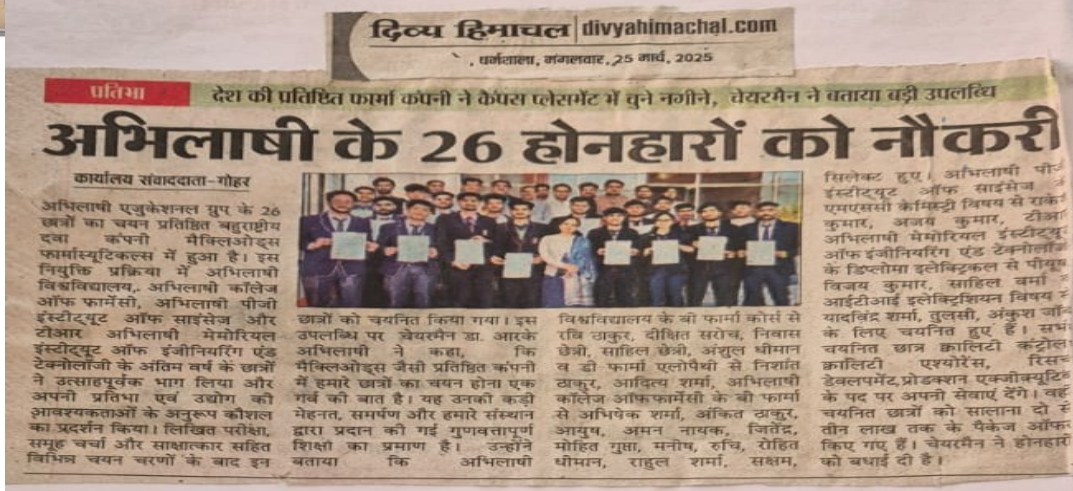 दिव्य हिमाचल divyahimachal.com
धर्मशाला, मंगलवार, 25 मार्च, 2025
प्रतिभा
देश की प्रतिष्ठित फार्मा कंपनी ने कैंपस प्लेसमेंट में चुने नगीने, चेयरमैन ने बताया बड़ी उपलब्धि
अभिलाषी के 26 होनहारों को नौकरी
कार्यालय संवाददाता-गोहर
अभिलाषी एजुकेशनल ग्रुप के 26
छात्रों का चयन प्रतिष्ठित बहुराष्ट्रीय
दवा कंपनी मैक्लिओड्स
फार्मास्यूटिकल्स में हुआ है। इस
नियुक्ति प्रक्रिया में अभिलाषी
विश्वविद्यालय, अभिलाषी कॉलेज
ऑफ फार्मेसी, अभिलाषी पीजी
इंस्टीट्यूट ऑफ साइंसेज और
टीआर अभिलाषी मेमोरियल
इंस्टीट्यूट ऑफ इंजीनियरिंग एंड
टेक्नोलॉजी के अंतिम वर्ष के छात्रों
ने उत्साहपूर्वक भाग लिया और
अपनी प्रतिभा एवं उद्योग की
आवश्यकताओं के अनुरूप कौशल
का प्रदर्शन किया। लिखित परीक्षा,
समूह चर्चा और साक्षात्कार सहित
विभिन्न चयन चरणों के बाद इन
छात्रों को चयनित किया गया। इस
उपलब्धि पर चेयरमैन डा. आरके
अभिलाषी ने कहा, कि
मैक्लिओड्स जैसी प्रतिष्ठित कंपनी
में हमारे छात्रों का चयन होना एक
गर्व की बात है। यह उनकी कड़ी
मेहनत, समर्पण और हमारे संस्थान
द्वारा प्रदान की गई गुणवत्तापूर्ण
शिक्षा का प्रमाण है। उन्होंने
बताया कि अभिलाषी
विश्वविद्यालय के बी फार्मा कोर्स से
रवि ठाकुर, दीक्षित सरोच, निवास
छेत्री, साहिल छेत्री, अंशुल धीमान
व डी फार्मा एलोपैथी से निशांत
ठाकुर, आदित्य शर्मा, अभिलाषी
कॉलेज ऑफ फार्मेसी के बी फार्मा
से अभिषेक शर्मा, अंकित ठाकुर,
आयुष, अमन नायक, जितेंद्र,
मोहित गुप्ता, मनीष, रुचि, रोहित
धीमान, राहुल शर्मा, सक्षम,
सिलेक्ट हुए। अभिलाषी
इंस्टीट्यूट ऑफ साइंसेज
एमएससी केमिस्ट्री विषय से
कुमार, अजय कुमार,
अभिलाषी मेमोरियल
ऑफ इंजीनियरिंग एंड
के डिप्लोमा इलेक्ट्रिकल से
विजय कुमार, साहिल वर्मा
आईटीआई इलेक्ट्रिशियन विषय
यादविंद्र शर्मा, तुलसी, अंकुश
के लिए चयनित हुए हैं।
चयनित छात्र क्वालिटी कंट्रोल
क्वालिटी एश्योरेंस,
डेवलपमेंट, प्रोडक्शन
के पद पर अपनी सेवाएं देंगे।
चयनित छात्रों को सालाना दो
तीन लाख तक के पैकेज
किए गए हैं। चेयरमैन ने
को बधाई दी है।